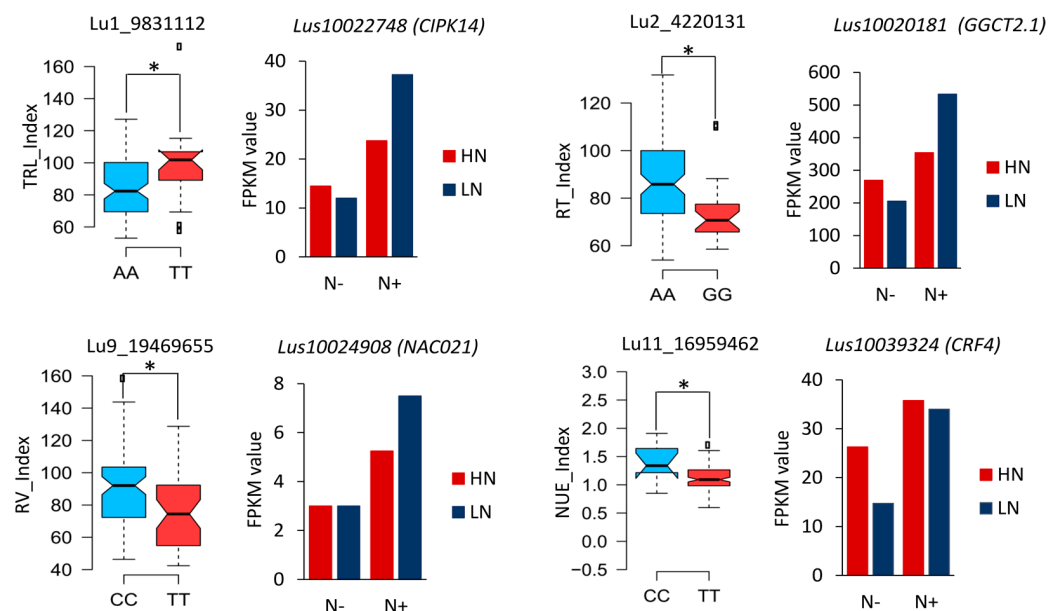 Lu1_9831112
Lus10022748 (CIPK14)
TRL_Index
160
140
120
100
80
60
*
AA TT
FPKM value
40
30
20
10
0
N- N+
HN
LN
Lu2_4220131
Lus10020181 (GGCT2.1)
RT_Index
120
100
80
60
*
AA GG
FPKM value
600
500
400
300
200
100
0
N- N+
HN
LN
Lu9_19469655
Lus10024908 (NAC021)
RV_Index
160
140
120
100
80
60
40
*
CC TT
FPKM value
8
6
4
2
0
N- N+
HN
LN
Lu11_16959462
Lus10039324 (CRF4)
NUE_Index
3.0
2.5
2.0
1.5
1.0
0.5
0.0
−0.5
*
CC TT
FPKM value
40
30
20
10
0
N- N+
HN
LN